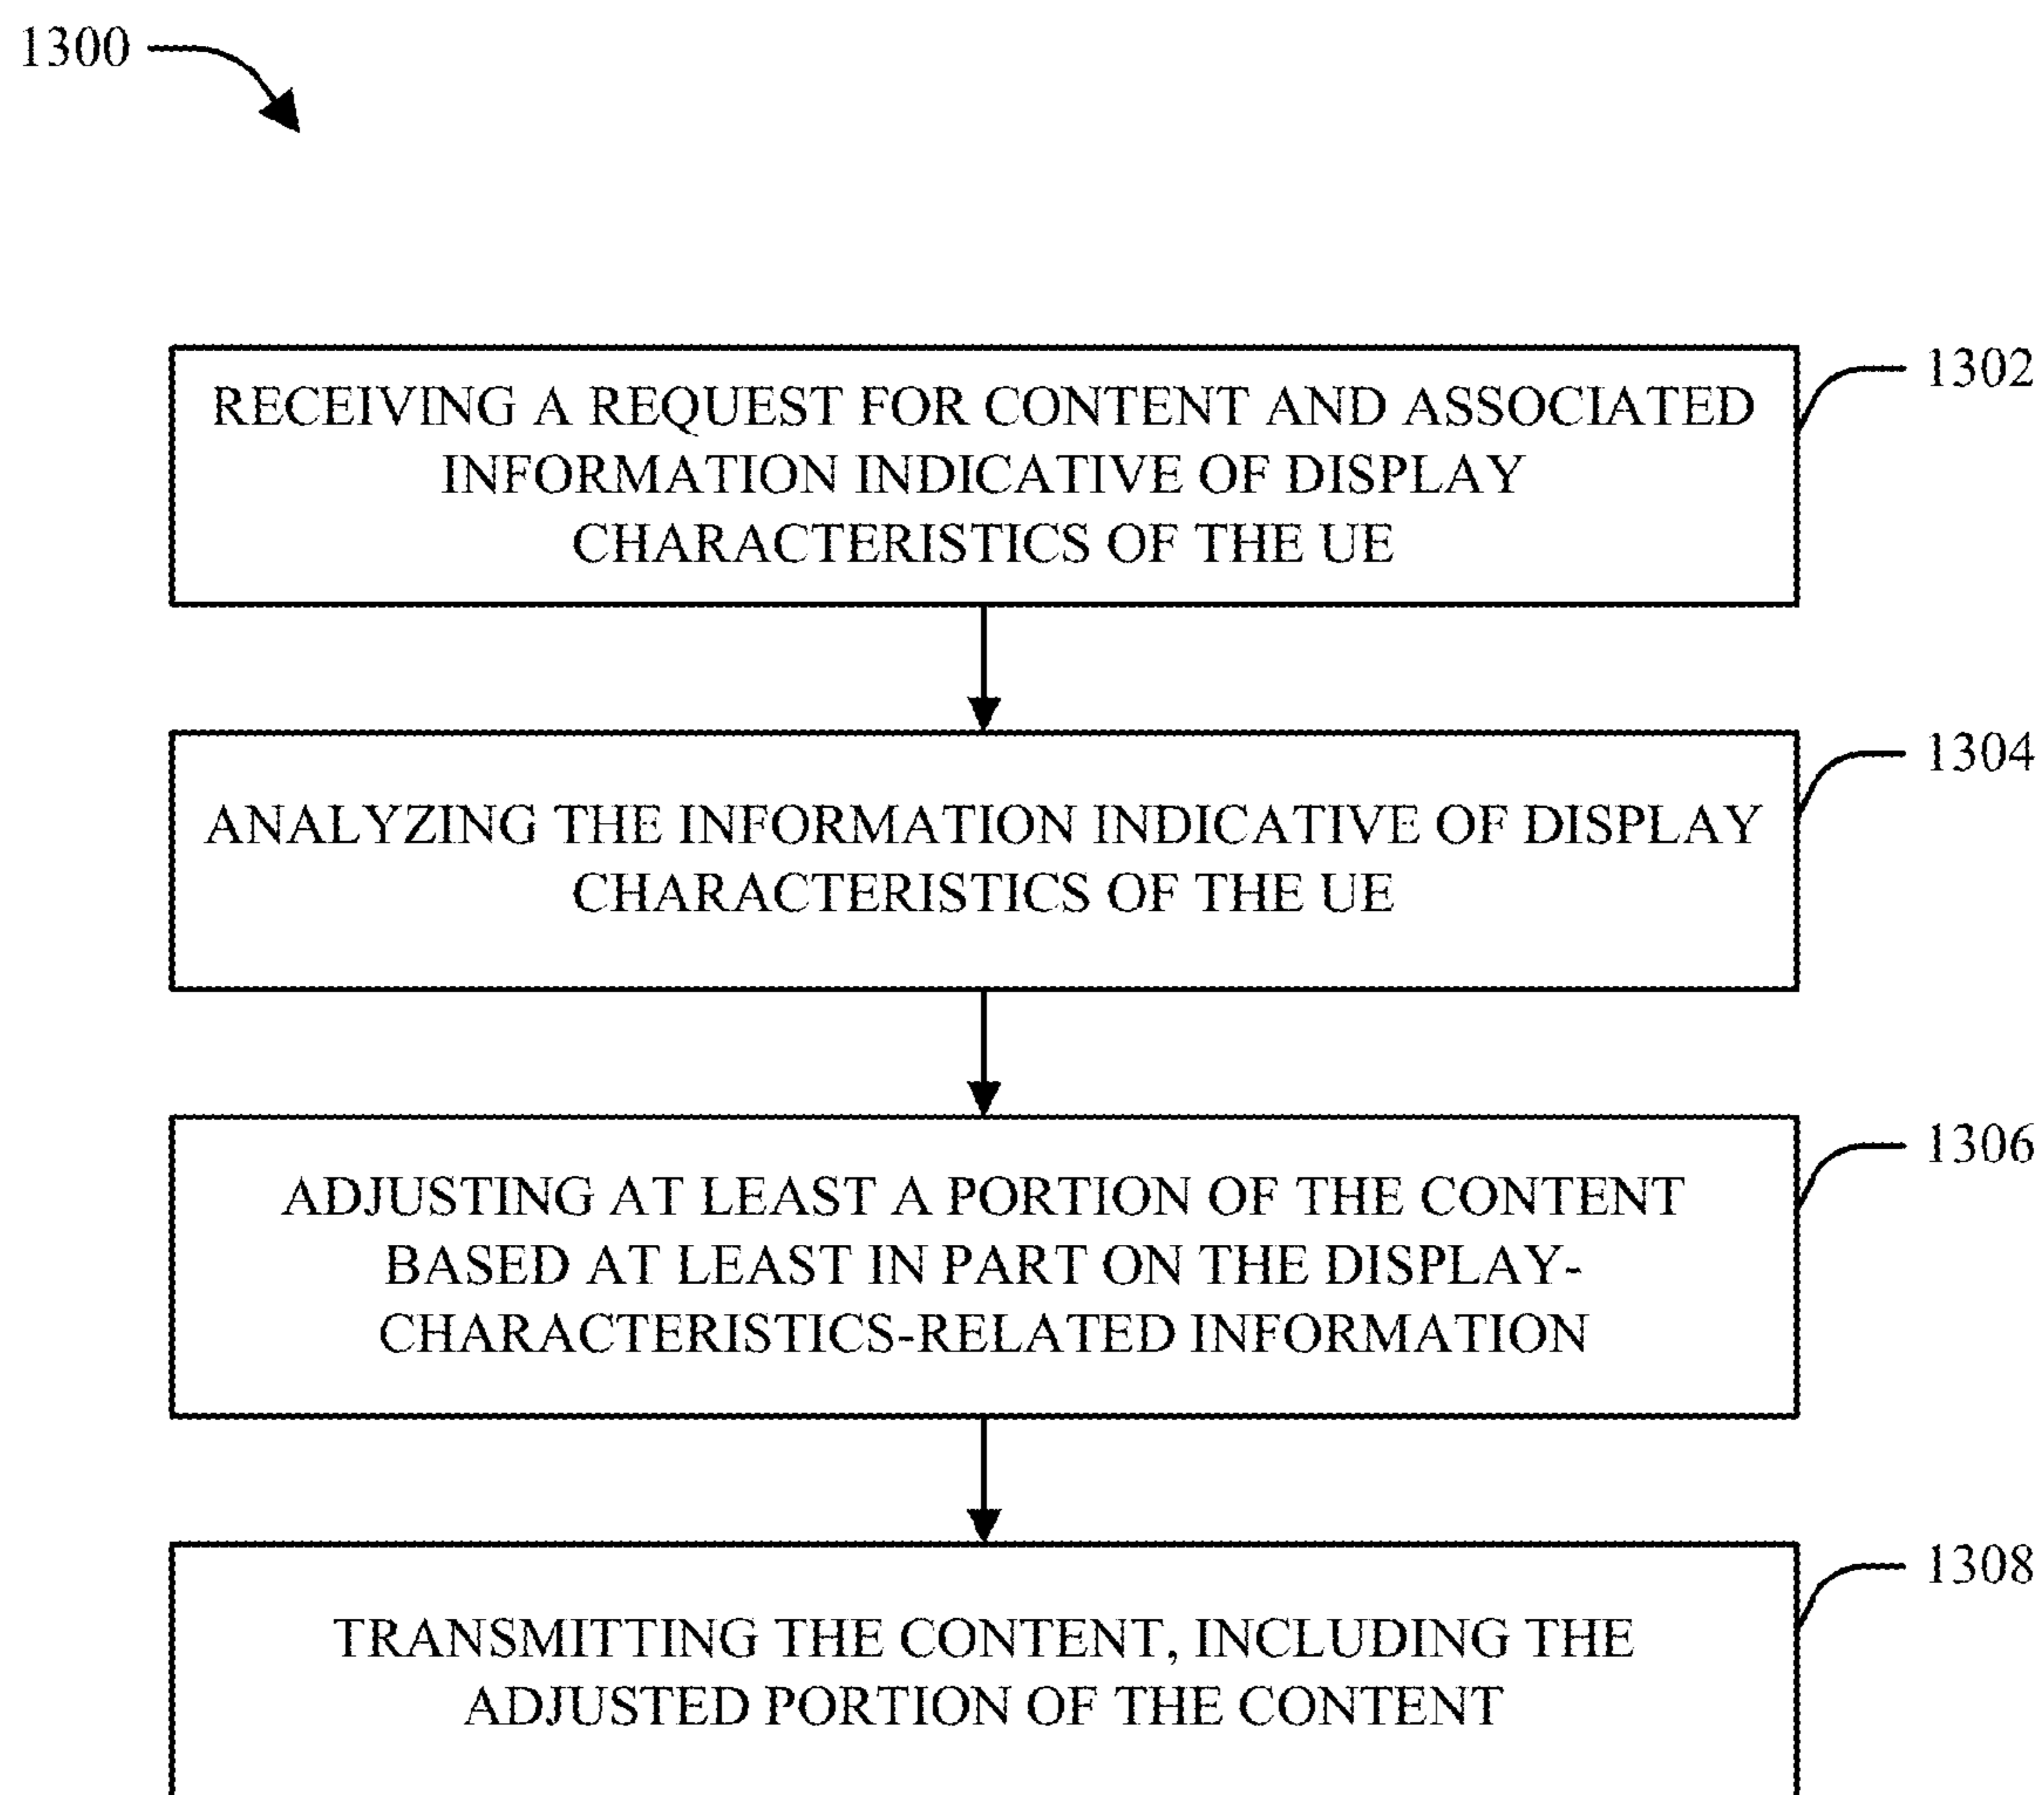 1300
RECEIVING A REQUEST FOR CONTENT AND ASSOCIATED
INFORMATION INDICATIVE OF DISPLAY
CHARACTERISTICS OF THE UE
1302
ANALYZING THE INFORMATION INDICATIVE OF DISPLAY
CHARACTERISTICS OF THE UE
1304
ADJUSTING AT LEAST A PORTION OF THE CONTENT
BASED AT LEAST IN PART ON THE DISPLAY-
CHARACTERISTICS-RELATED INFORMATION
1306
TRANSMITTING THE CONTENT, INCLUDING THE
ADJUSTED PORTION OF THE CONTENT
1308